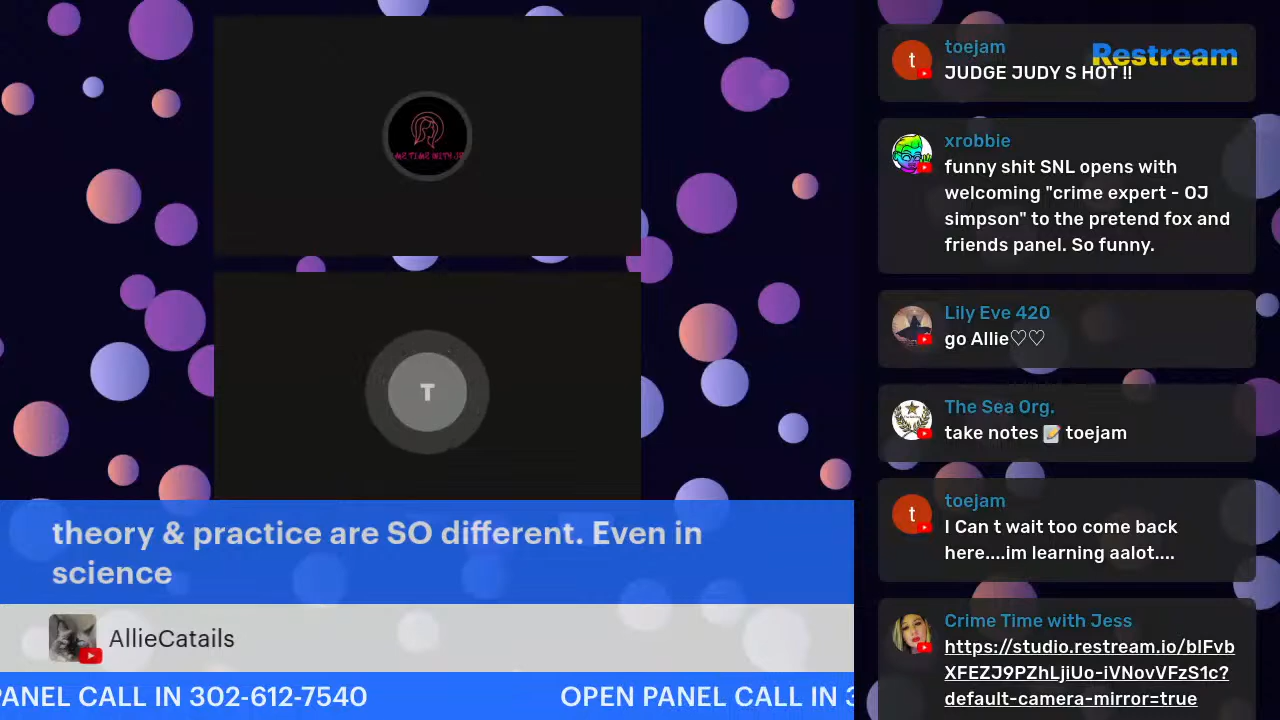 T
theory & practice are SO different. Even in
science
AllieCatails
PANEL CALL IN 302-612-7540
OPEN PANEL CALL IN
Restream
t
toejam
JUDGE JUDY S HOT !!
xrobbie
funny shit SNL opens with
welcoming "crime expert - OJ
simpson" to the pretend fox and
friends panel. So funny.
Lily Eve 420
go Allie♡♡
The Sea Org.
take notes 📝 toejam
t
toejam
I Can t wait too come back
here....im learning aalot....
Crime Time with Jess
https://studio.restream.io/bIFvb
XFEZJ9PZhLjiUo-iVNovVFzS1c?
default-camera-mirror=true